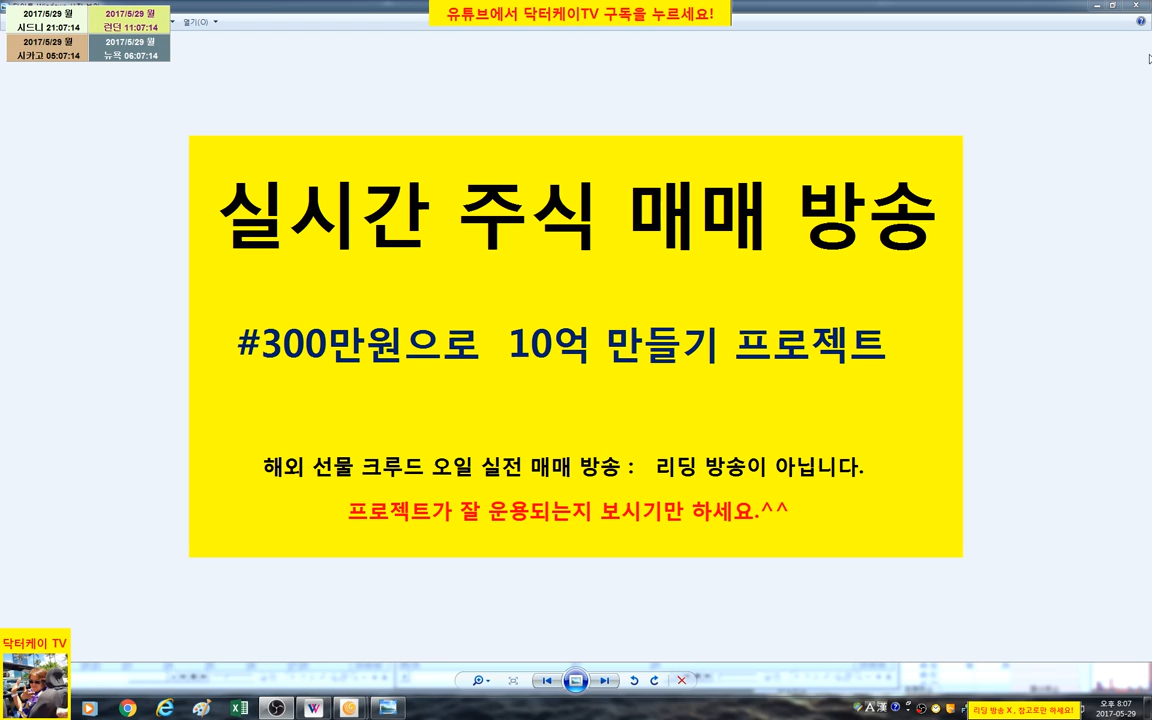 유튜브에서 닥터케이TV 구독을 누르세요!
2017/5/29 월
시드니 21:07:14
2017/5/29 월
런던 11:07:14
2017/5/29 월
시카고 05:07:14
2017/5/29 월
뉴욕 06:07:14
열기(O)
실시간 주식 매매 방송
#300만원으로 10억 만들기 프로젝트
해외 선물 크루드 오일 실전 매매 방송 : 리딩 방송이 아닙니다.
프로젝트가 잘 운용되는지 보시기만 하세요.^^
닥터케이 TV
A 漢
리딩 방송 X , 참고로만 하세요!
오후 8:07
2017-05-29